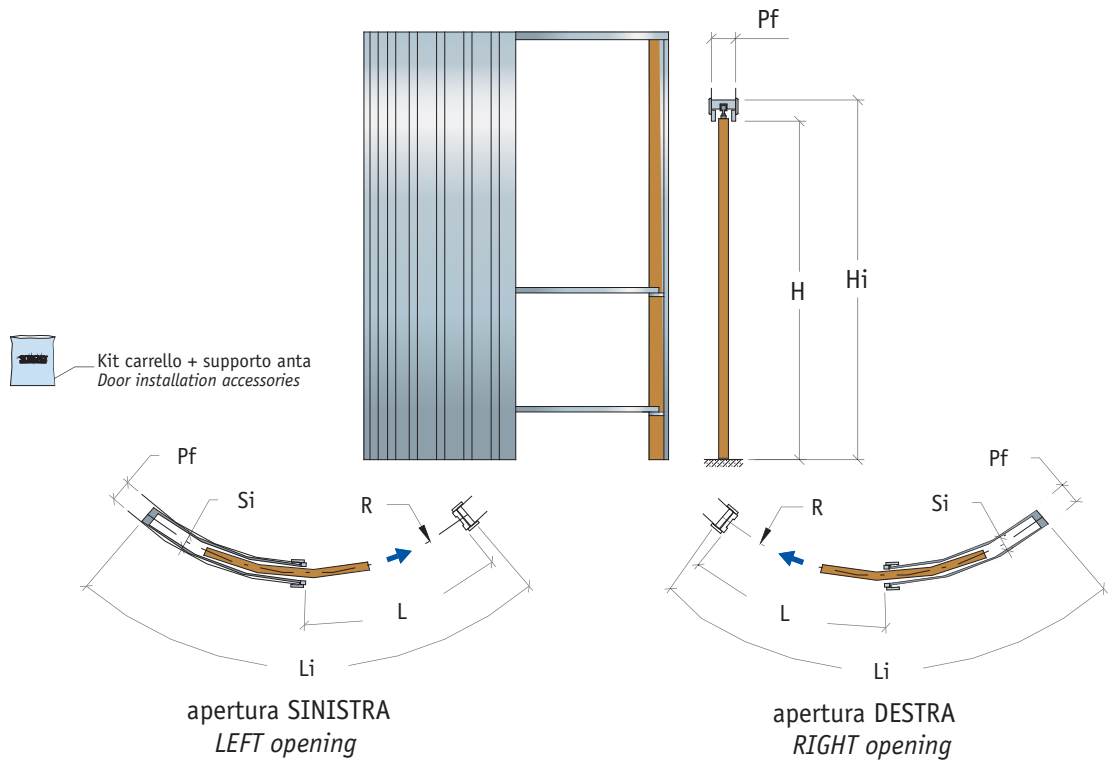 Pf
H
Hi
Kit carrello + supporto anta
Door installation accessories
Pf
Si
R
L
Li
apertura SINISTRA
LEFT opening
Pf
Si
R
L
Li
apertura DESTRA
RIGHT opening